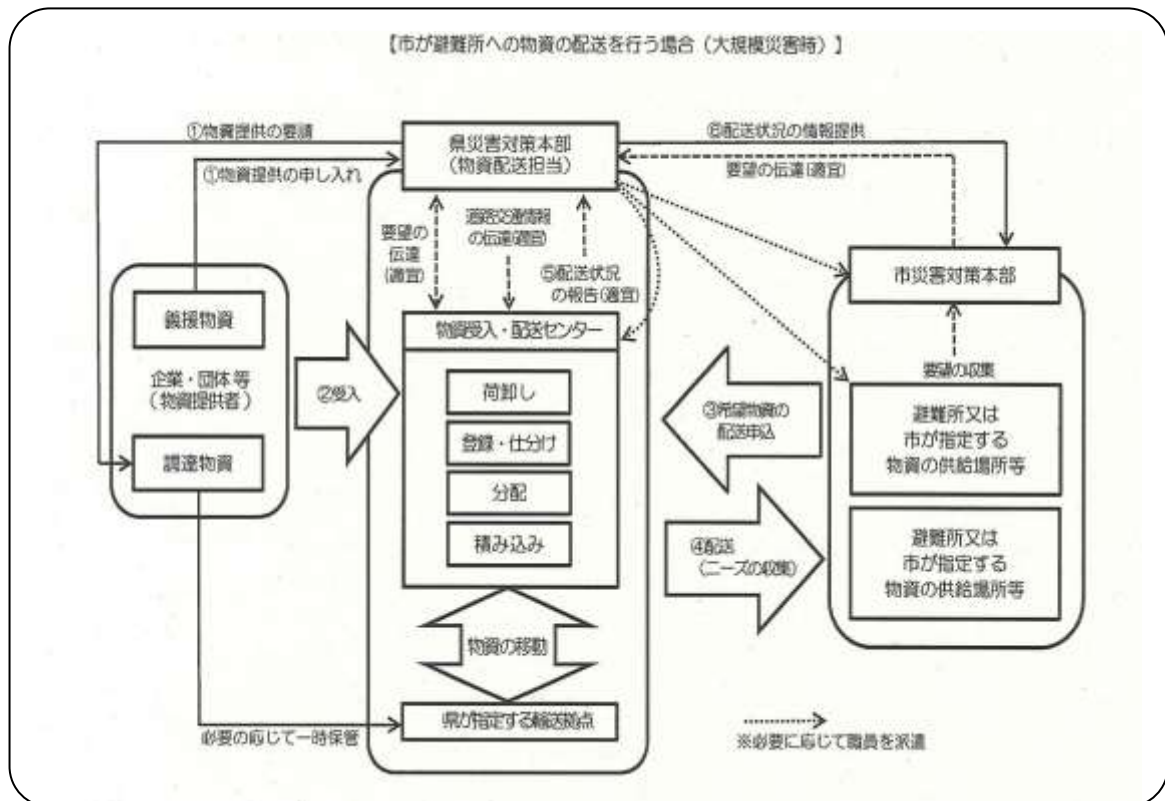 【市が避難所への物資の配送を行う場合（大規模災害時）】
①物資提供の要請
県災害対策本部
（物資配送担当）
⑥配送状況の情報提供
要望の伝達（適宜）
①物資提供の申し入れ
要望の
伝達
（適宜）
道路交通情報
の伝達（適宜）
⑤配送状況
の報告（適宜）
市災害対策本部
義援物資
企業・団体等
（物資提供者）
調達物資
②受入
物資受入・配送センター
荷卸し
登録・仕分け
分配
積み込み
③希望物資の
配送申込
要望の収集
避難所又は
市が指定する
物資の供給場所等
④配送
（ニーズの収集）
避難所又は
市が指定する
物資の供給場所等
物資の移動
県が指定する輸送拠点
必要の応じて一時保管
※必要に応じて職員を派遣